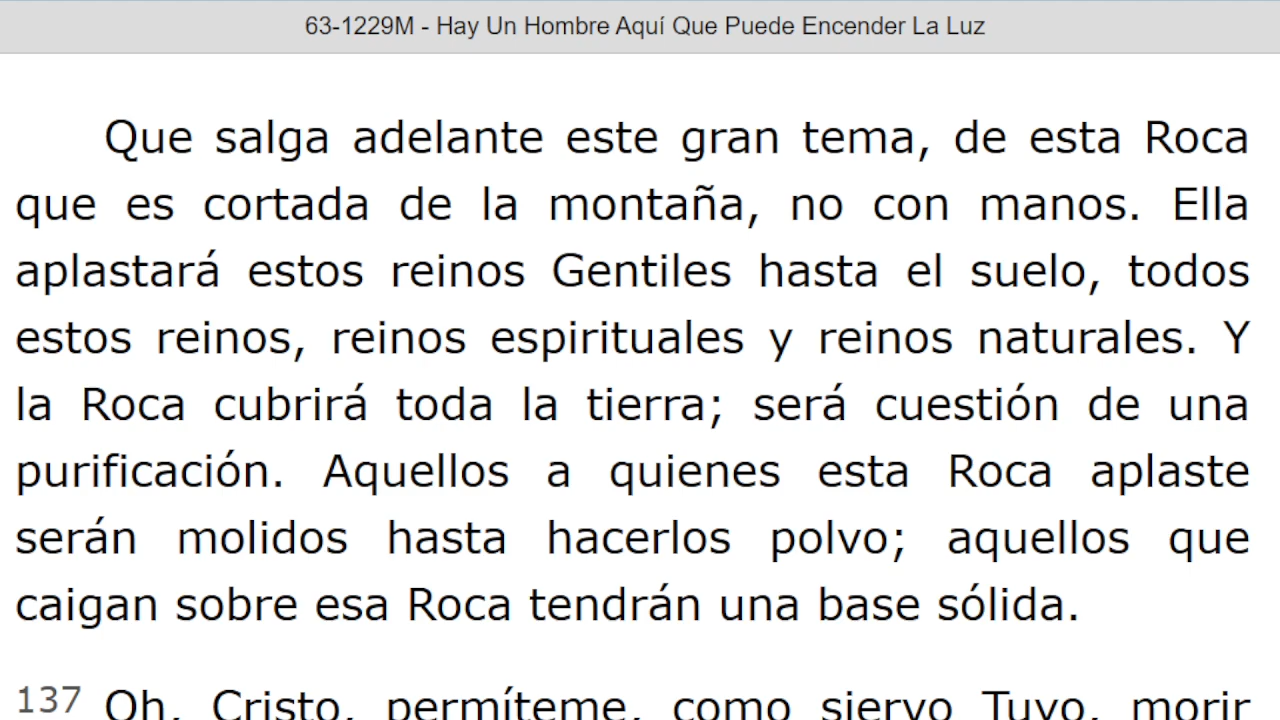 63-1229M - Hay Un Hombre Aquí Que Puede Encender La Luz
Que salga adelante este gran tema, de esta Roca
que es cortada de la montaña, no con manos. Ella
aplastará estos reinos Gentiles hasta el suelo, todos
estos reinos, reinos espirituales y reinos naturales. Y
la Roca cubrirá toda la tierra; será cuestión de una
purificación. Aquellos a quienes esta Roca aplaste
serán molidos hasta hacerlos polvo; aquellos que
caigan sobre esa Roca tendrán una base sólida.
137 Oh, Cristo, permíteme, como siervo Tuyo, morir